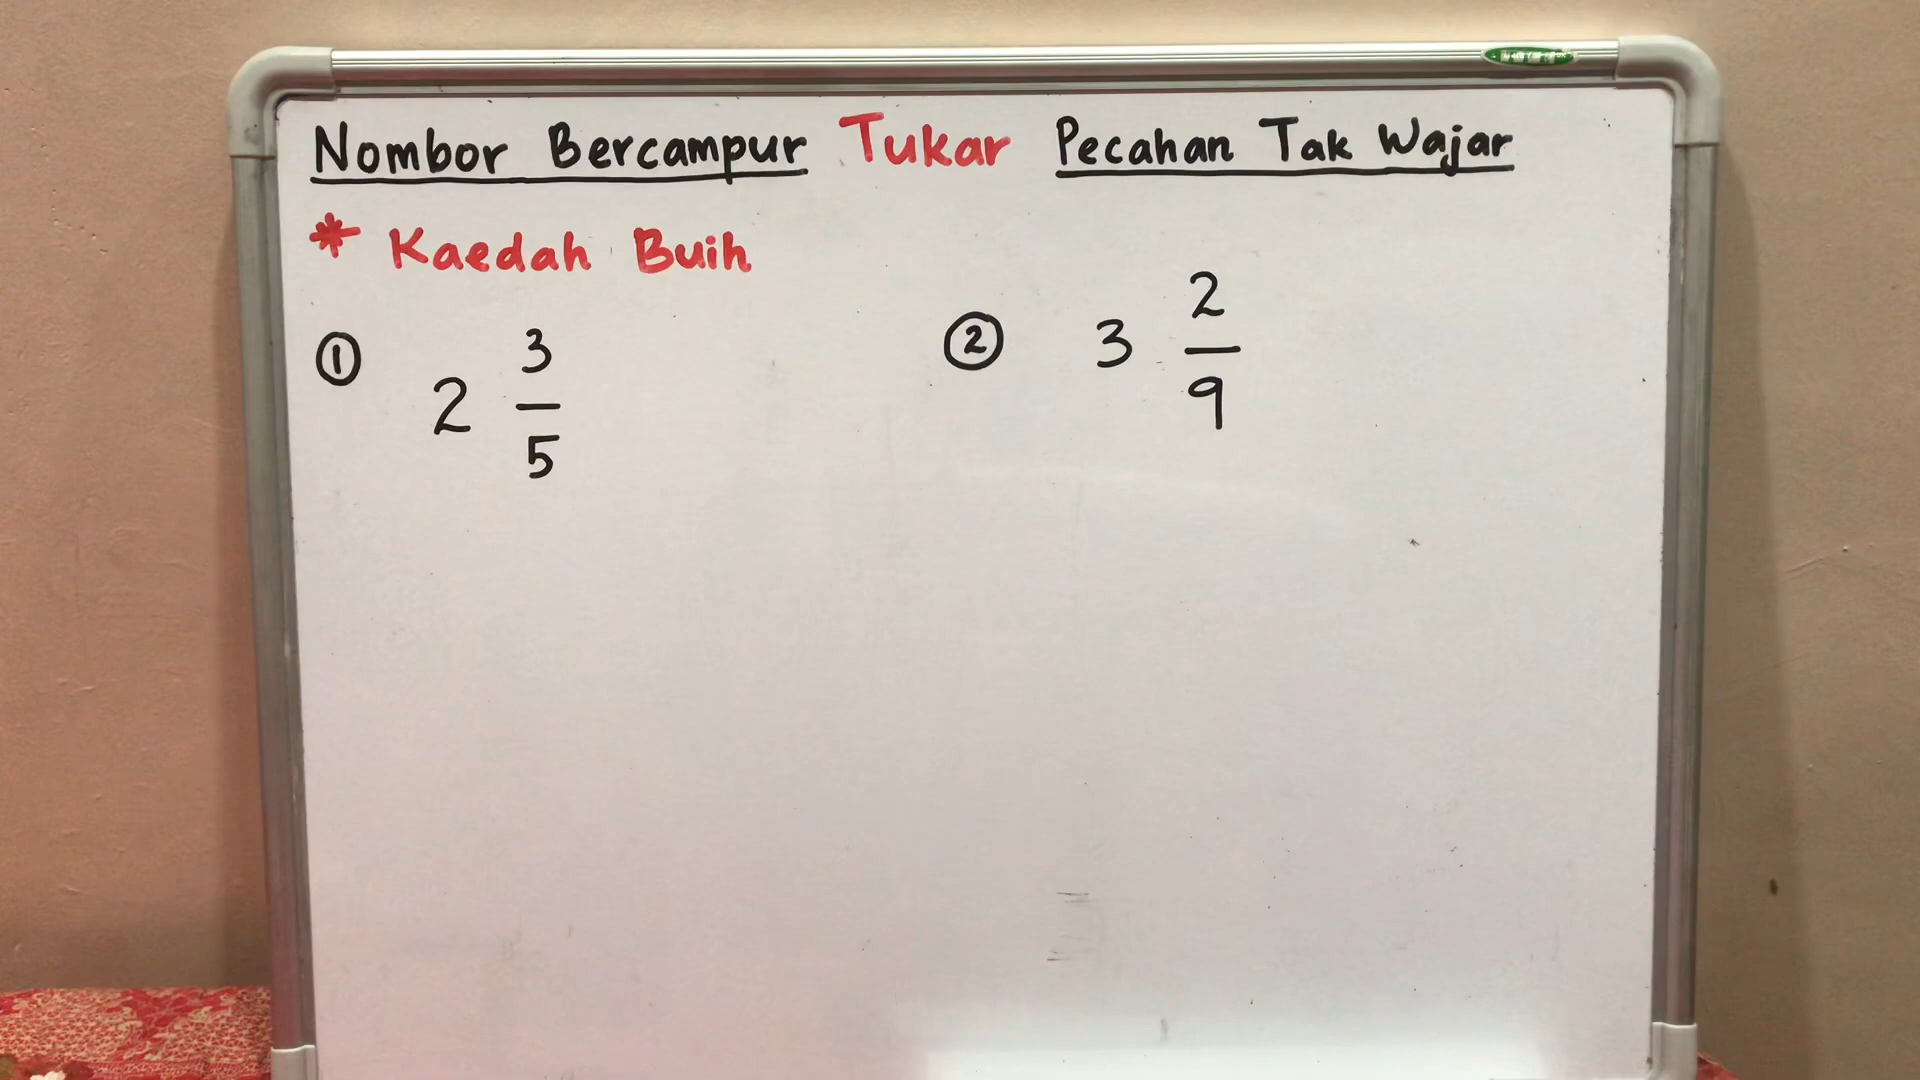 Nombor Bercampur Tukar Pecahan Tak Wajar
* Kaedah Buih
① 2 3/5
② 3 2/9